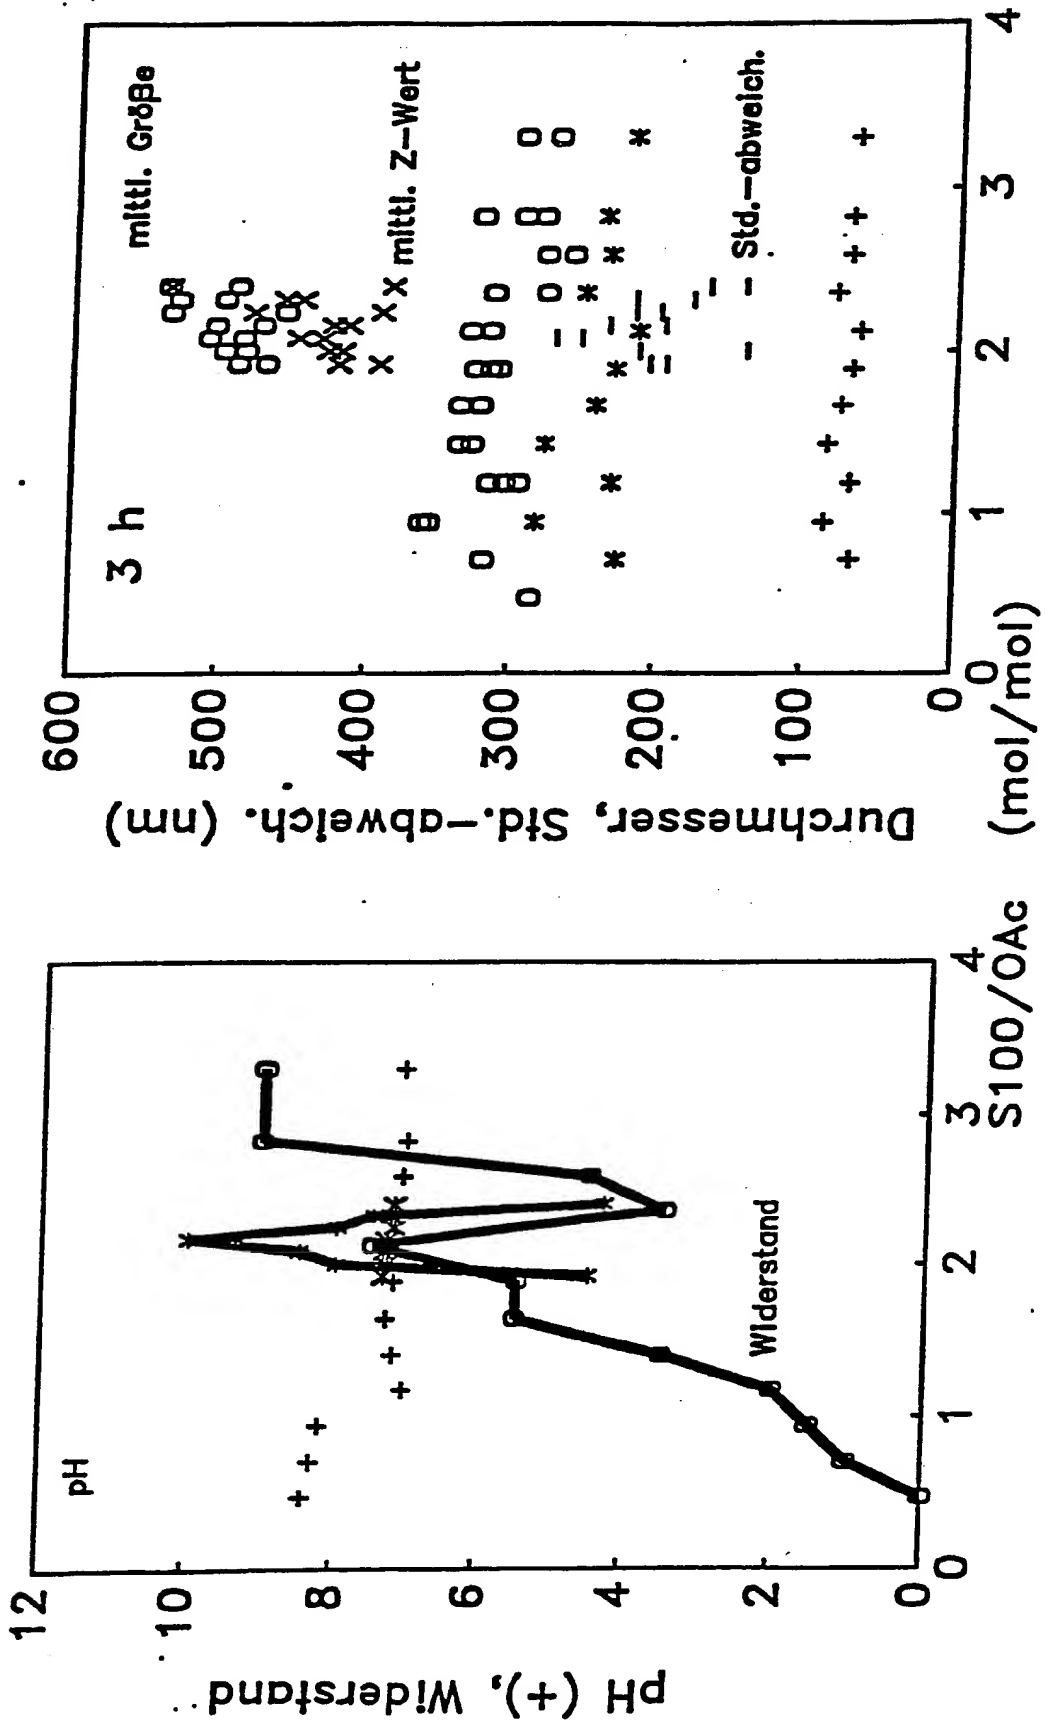 pH (+), Widerstand
12
10
8
6
4
2
0
pH
Widerstand
0
1
2
3
4
S100/OAc (mol/mol)
Durchmesser, Std.-abweich. (nm)
600
500
400
300
200
100
0
3 h
mittl. Größe
mittl. Z-Wert
Std.-abweich.
0
1
2
3
4